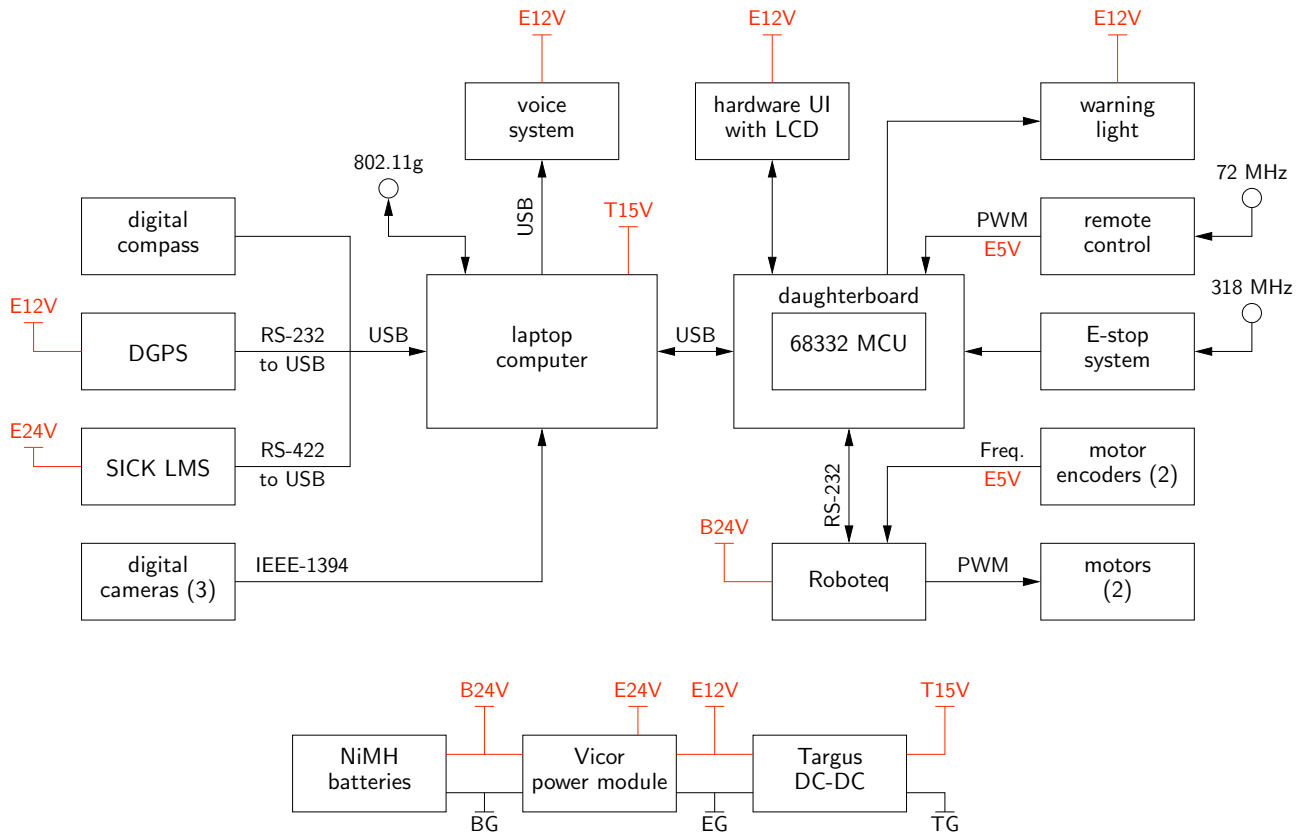 E12V
E12V
E12V
voice
system
hardware UI
with LCD
warning
light
802.11g
72 MHz
digital
compass
USB
T15V
PWM
E5V
remote
control
E12V
daughterboard
318 MHz
DGPS
RS-232
to USB
USB
laptop
computer
USB
68332 MCU
E-stop
system
E24V
SICK LMS
RS-422
to USB
RS-232
Freq.
E5V
motor
encoders (2)
B24V
digital
cameras (3)
IEEE-1394
Roboteq
PWM
motors
(2)
B24V
E24V
E12V
T15V
NiMH
batteries
Vicor
power module
Targus
DC-DC
BG
EG
TG